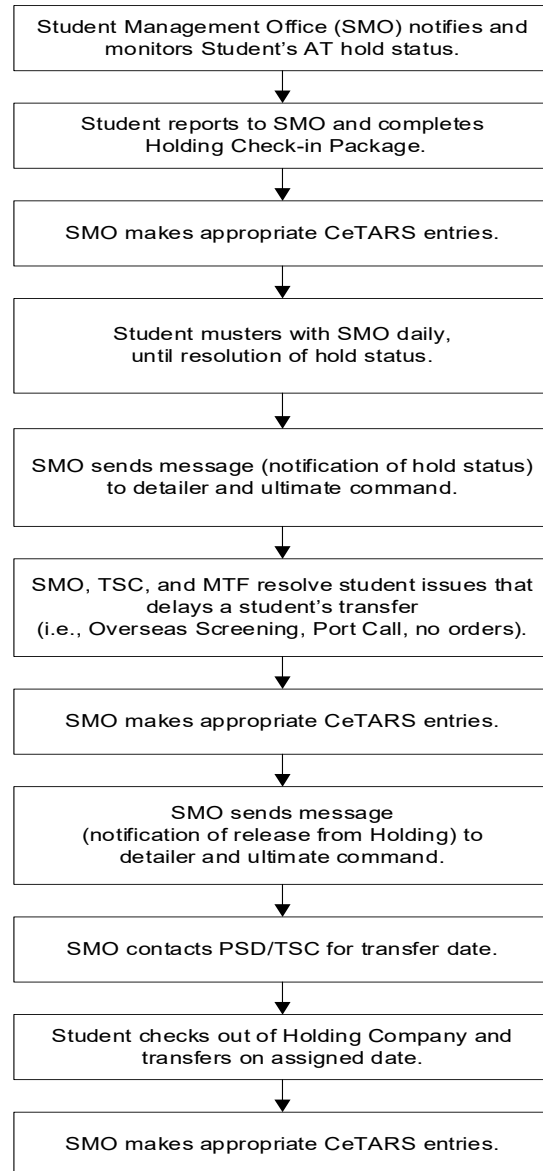 Student Management Office (SMO) notifies and
monitors Student's AT hold status.
Student reports to SMO and completes
Holding Check-in Package.
SMO makes appropriate CeTARS entries.
Student musters with SMO daily,
until resolution of hold status.
SMO sends message (notification of hold status)
to detailer and ultimate command.
SMO, TSC, and MTF resolve student issues that
delays a student's transfer
(i.e., Overseas Screening, Port Call, no orders).
SMO makes appropriate CeTARS entries.
SMO sends message
(notification of release from Holding) to
detailer and ultimate command.
SMO contacts PSD/TSC for transfer date.
Student checks out of Holding Company and
transfers on assigned date.
SMO makes appropriate CeTARS entries.